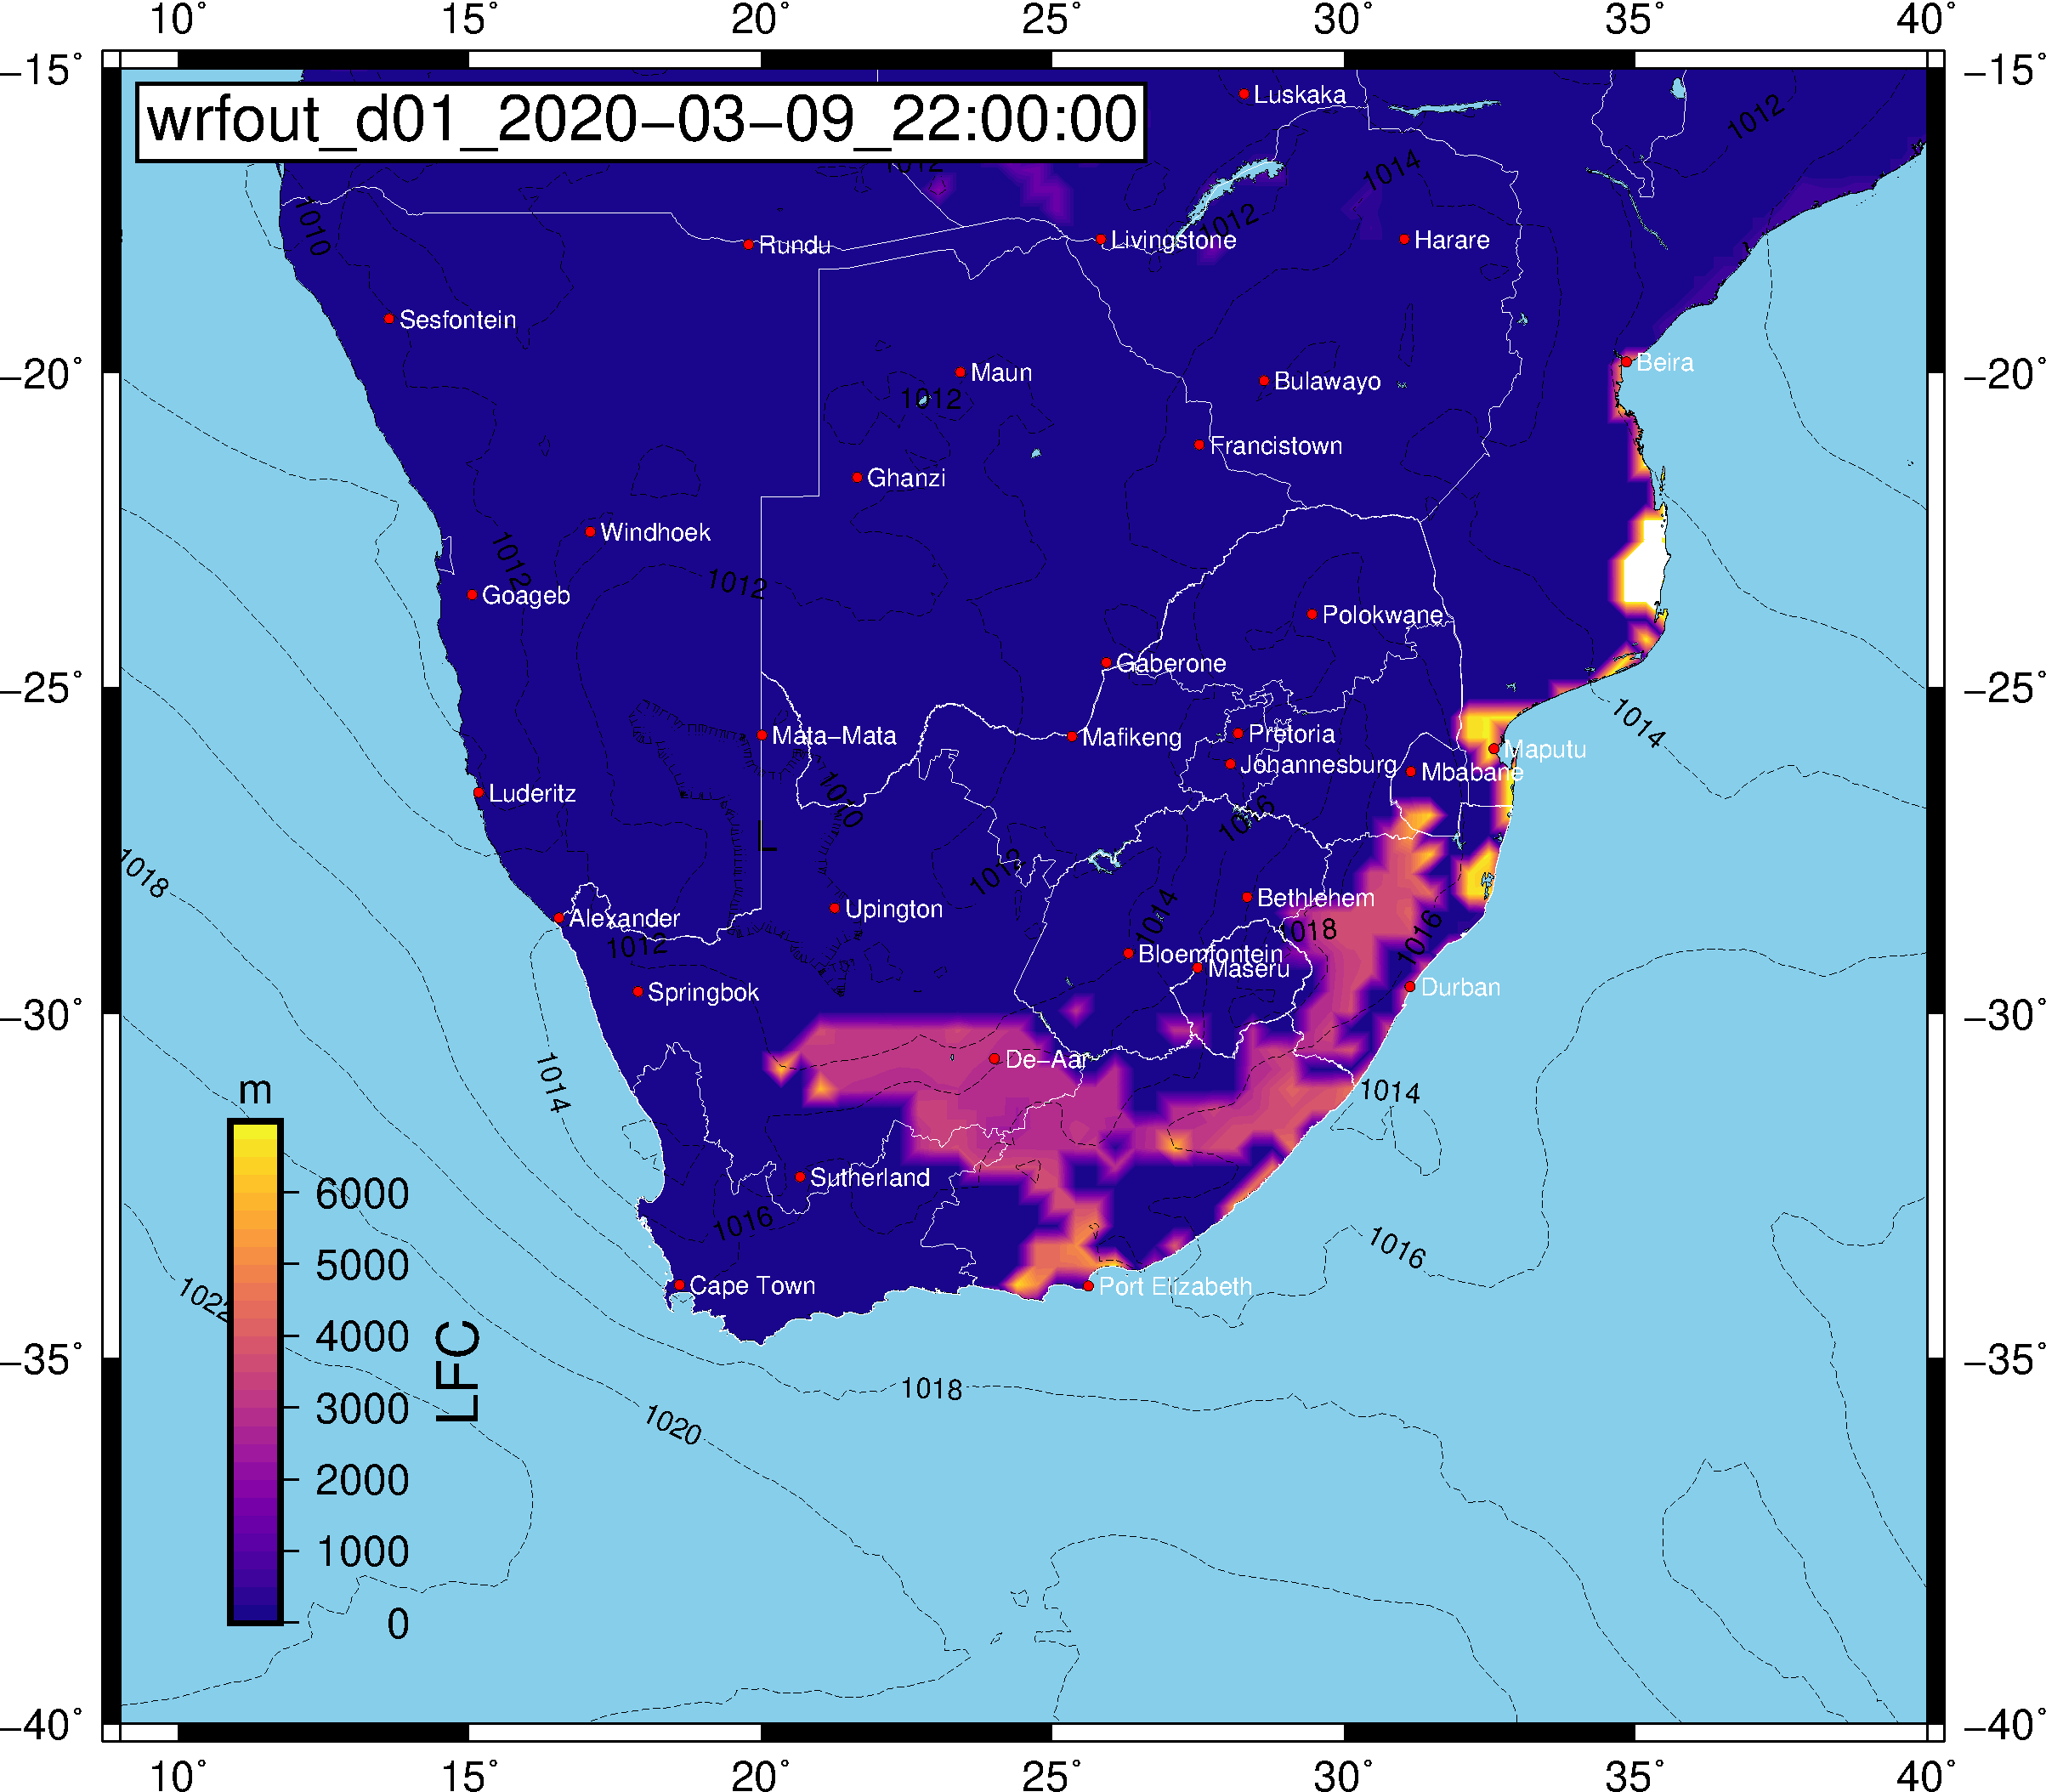 10° 15° 20° 25° 30° 35° 40°
−15° −15°
wrfout_d01_2020−03−09_22:00:00
Luskaka
1012
1012
1014
1010
1012
Rundu
Livingstone
Harare
Sesfontein
−20° −20°
Beira
Maun
Bulawayo
1012
Francistown
Ghanzi
Windhoek
1012
1012
Goageb
Polokwane
Gaberone
−25° −25°
1014
Mata−Mata
Mafikeng
Pretoria
Maputu
Johannesburg
Mbabane
Luderitz
1010
1016
L
1018
1012
Bethlehem
Alexander
Upington
1014
1018
1016
1012
Bloemfontein
Maseru
Springbok
Durban
−30° −30°
De−Aar
1014
1014
m
Sutherland
6000
1016
1016
5000
Cape Town
Port Elizabeth
1022
4000
LFC
−35° −35°
1018
3000
1020
2000
1000
0
−40° −40°
10° 15° 20° 25° 30° 35° 40°